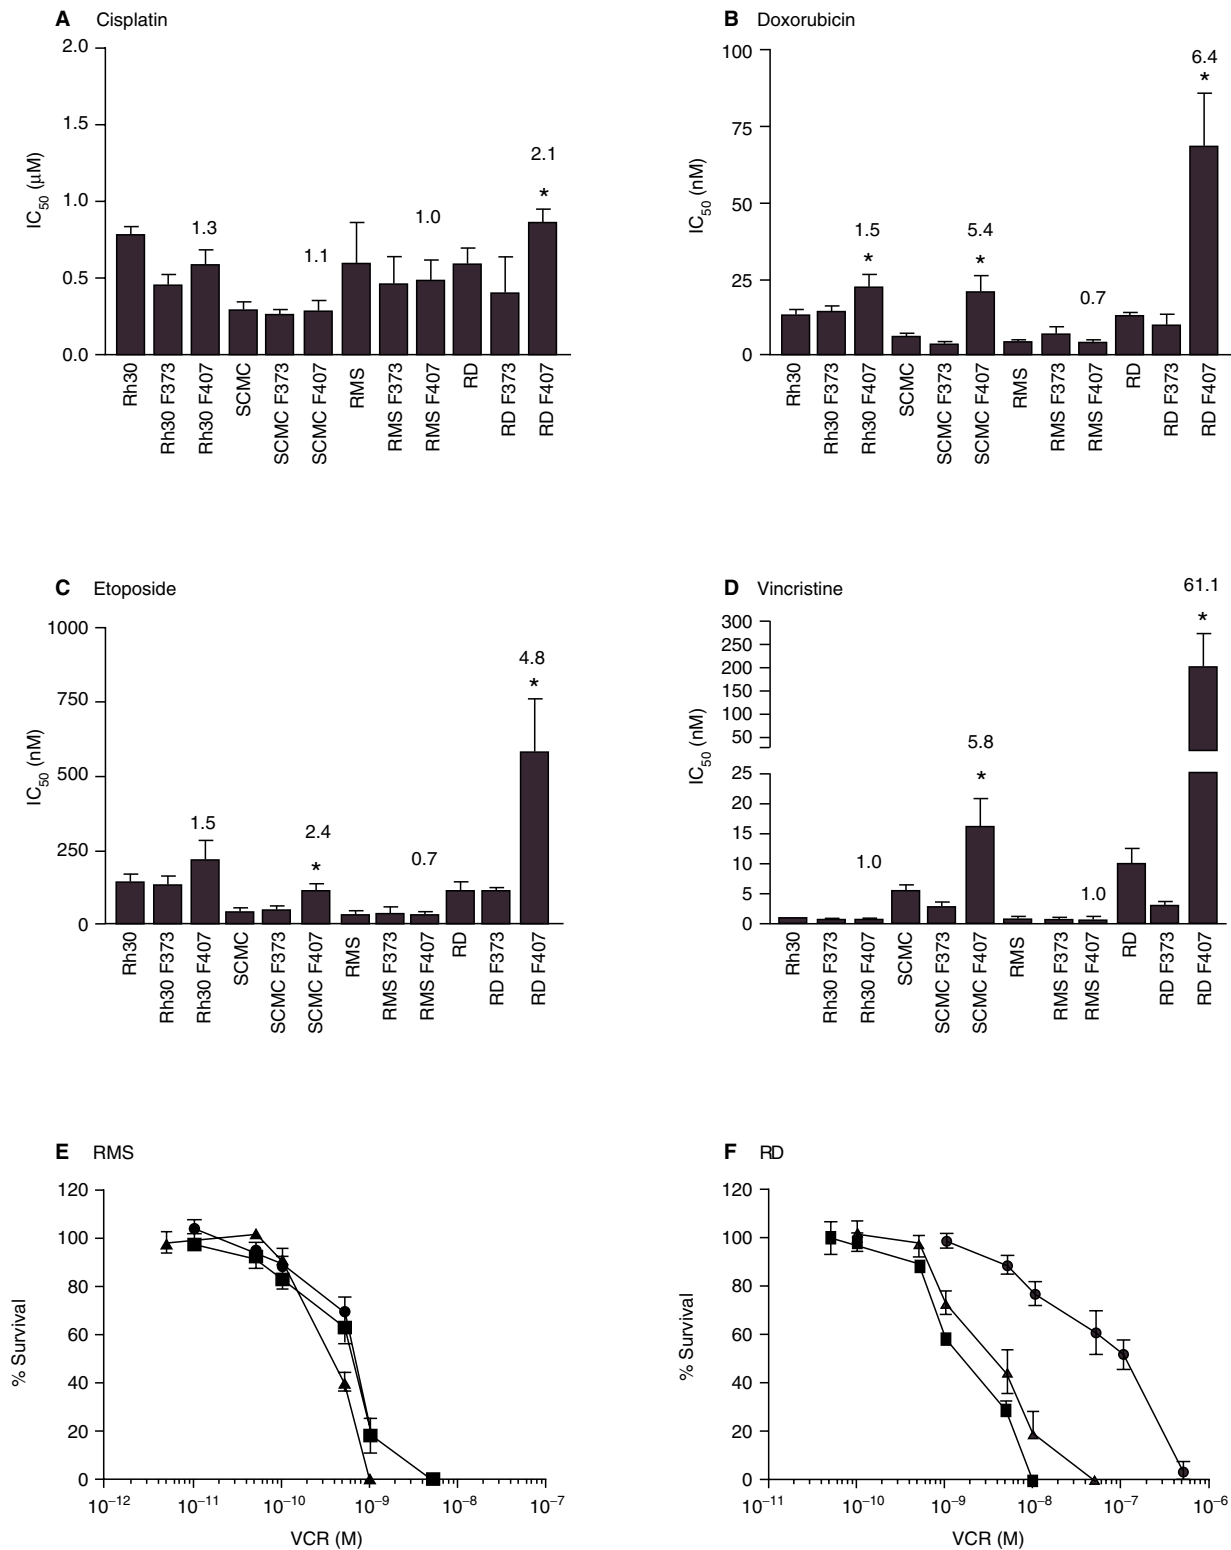 A Cisplatin
2.0
1.5
1.0
0.5
0.0
IC50 (μM)
1.3
1.1
1.0
2.1
*
Rh30
Rh30 F373
Rh30 F407
SCMC
SCMC F373
SCMC F407
RMS
RMS F373
RMS F407
RD
RD F373
RD F407
B Doxorubicin
100
75
50
25
0
IC50 (nM)
1.5
*
5.4
*
0.7
6.4
*
Rh30
Rh30 F373
Rh30 F407
SCMC
SCMC F373
SCMC F407
RMS
RMS F373
RMS F407
RD
RD F373
RD F407
C Etoposide
1000
750
500
250
0
IC50 (nM)
1.5
2.4
*
0.7
4.8
*
Rh30
Rh30 F373
Rh30 F407
SCMC
SCMC F373
SCMC F407
RMS
RMS F373
RMS F407
RD
RD F373
RD F407
D Vincristine
300
250
200
150
100
50
25
20
15
10
5
0
IC50 (nM)
1.0
5.8
*
1.0
61.1
*
Rh30
Rh30 F373
Rh30 F407
SCMC
SCMC F373
SCMC F407
RMS
RMS F373
RMS F407
RD
RD F373
RD F407
E RMS
120
100
80
60
40
20
0
% Survival
10–12 10–11 10–10 10–9 10–8 10–7
VCR (M)
F RD
120
100
80
60
40
20
0
% Survival
10–11 10–10 10–9 10–8 10–7 10–6
VCR (M)